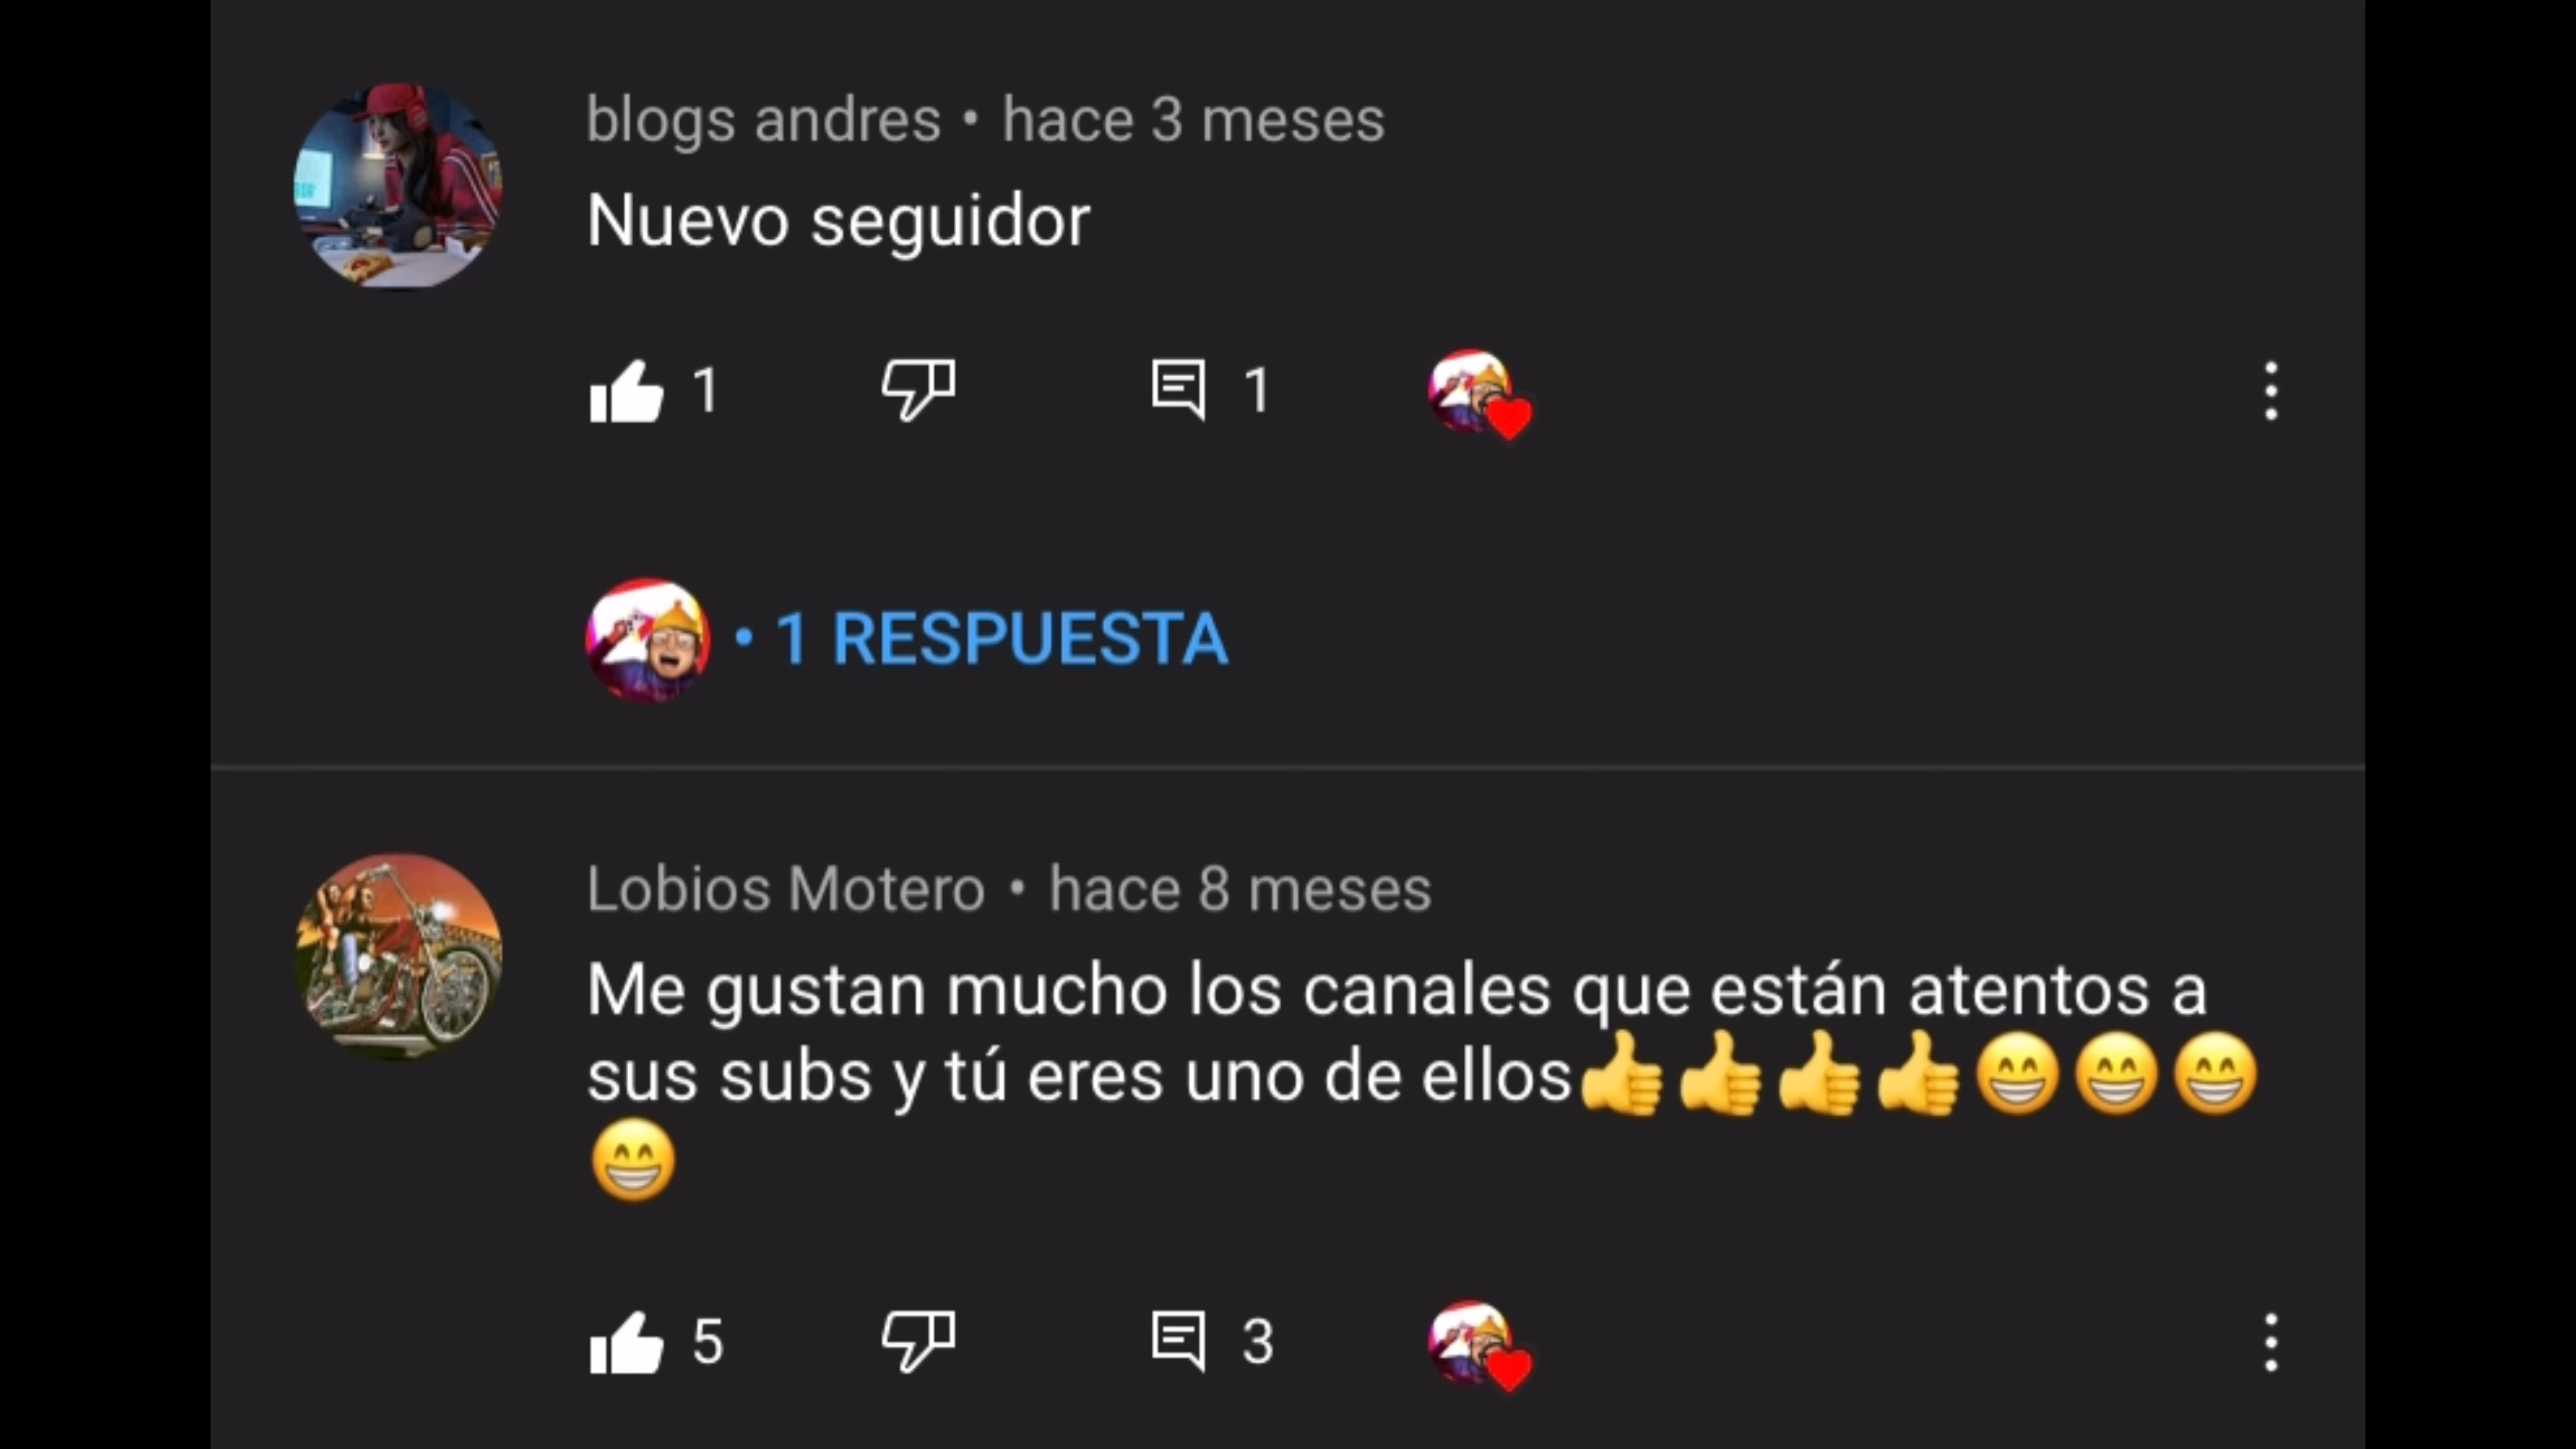 blogs andres • hace 3 meses
Nuevo seguidor
1 1
• 1 RESPUESTA
Lobios Motero • hace 8 meses
Me gustan mucho los canales que están atentos a
sus subs y tú eres uno de ellos👍👍👍👍😁😁😁
😁
5 3